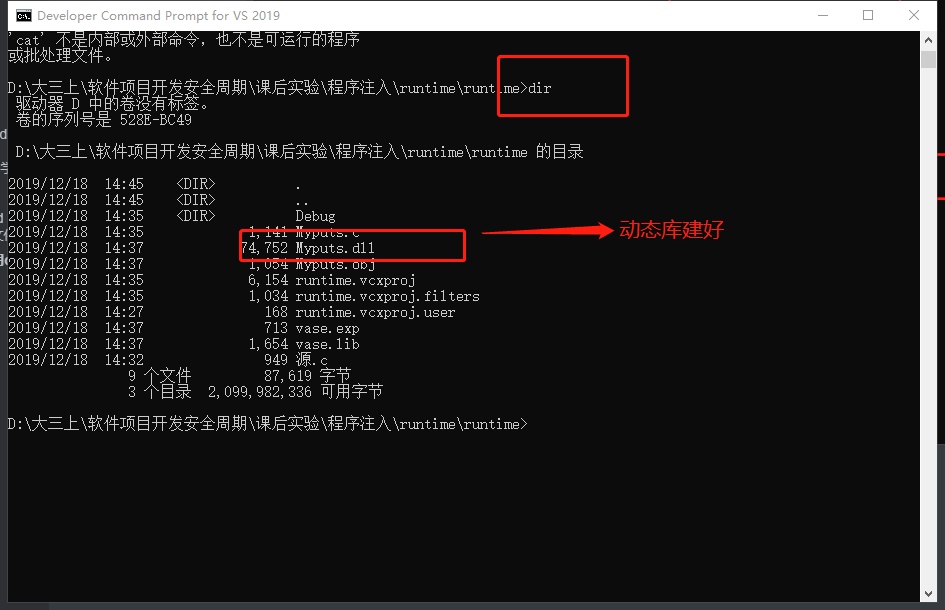 Developer Command Prompt for VS 2019
'cat' 不是内部或外部命令，也不是可运行的程序
或批处理文件。
D:\大三上\软件项目开发安全周期\课后实验\程序注入\runtime\runtime>dir
驱动器 D 中的卷没有标签。
卷的序列号是 528E-BC49
D:\大三上\软件项目开发安全周期\课后实验\程序注入\runtime\runtime 的目录
2019/12/18 14:45 <DIR> .
2019/12/18 14:45 <DIR> ..
2019/12/18 14:35 <DIR> Debug
2019/12/18 14:35 1,141 Myputs.c
2019/12/18 14:37 74,752 Myputs.dll
动态库建好
2019/12/18 14:37 1,054 Myputs.obj
2019/12/18 14:35 6,154 runtime.vcxproj
2019/12/18 14:35 1,034 runtime.vcxproj.filters
2019/12/18 14:27 168 runtime.vcxproj.user
2019/12/18 14:37 713 vase.exp
2019/12/18 14:37 1,654 vase.lib
2019/12/18 14:32 949 源.c
9 个文件 87,619 字节
3 个目录 2,099,982,336 可用字节
D:\大三上\软件项目开发安全周期\课后实验\程序注入\runtime\runtime>